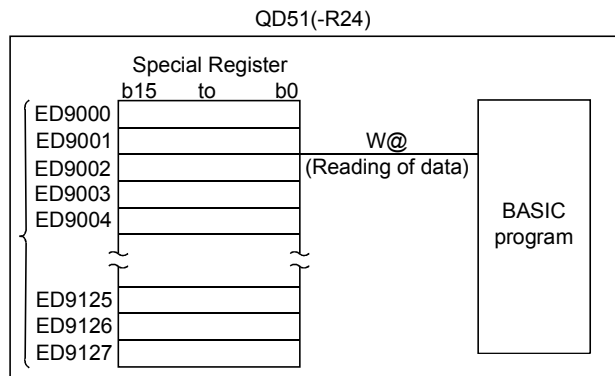 QD51(-R24)
Special Register
b15 to b0
ED9000
ED9001
ED9002
ED9003
ED9004
W@
(Reading of data)
BASIC
program
ED9125
ED9126
ED9127